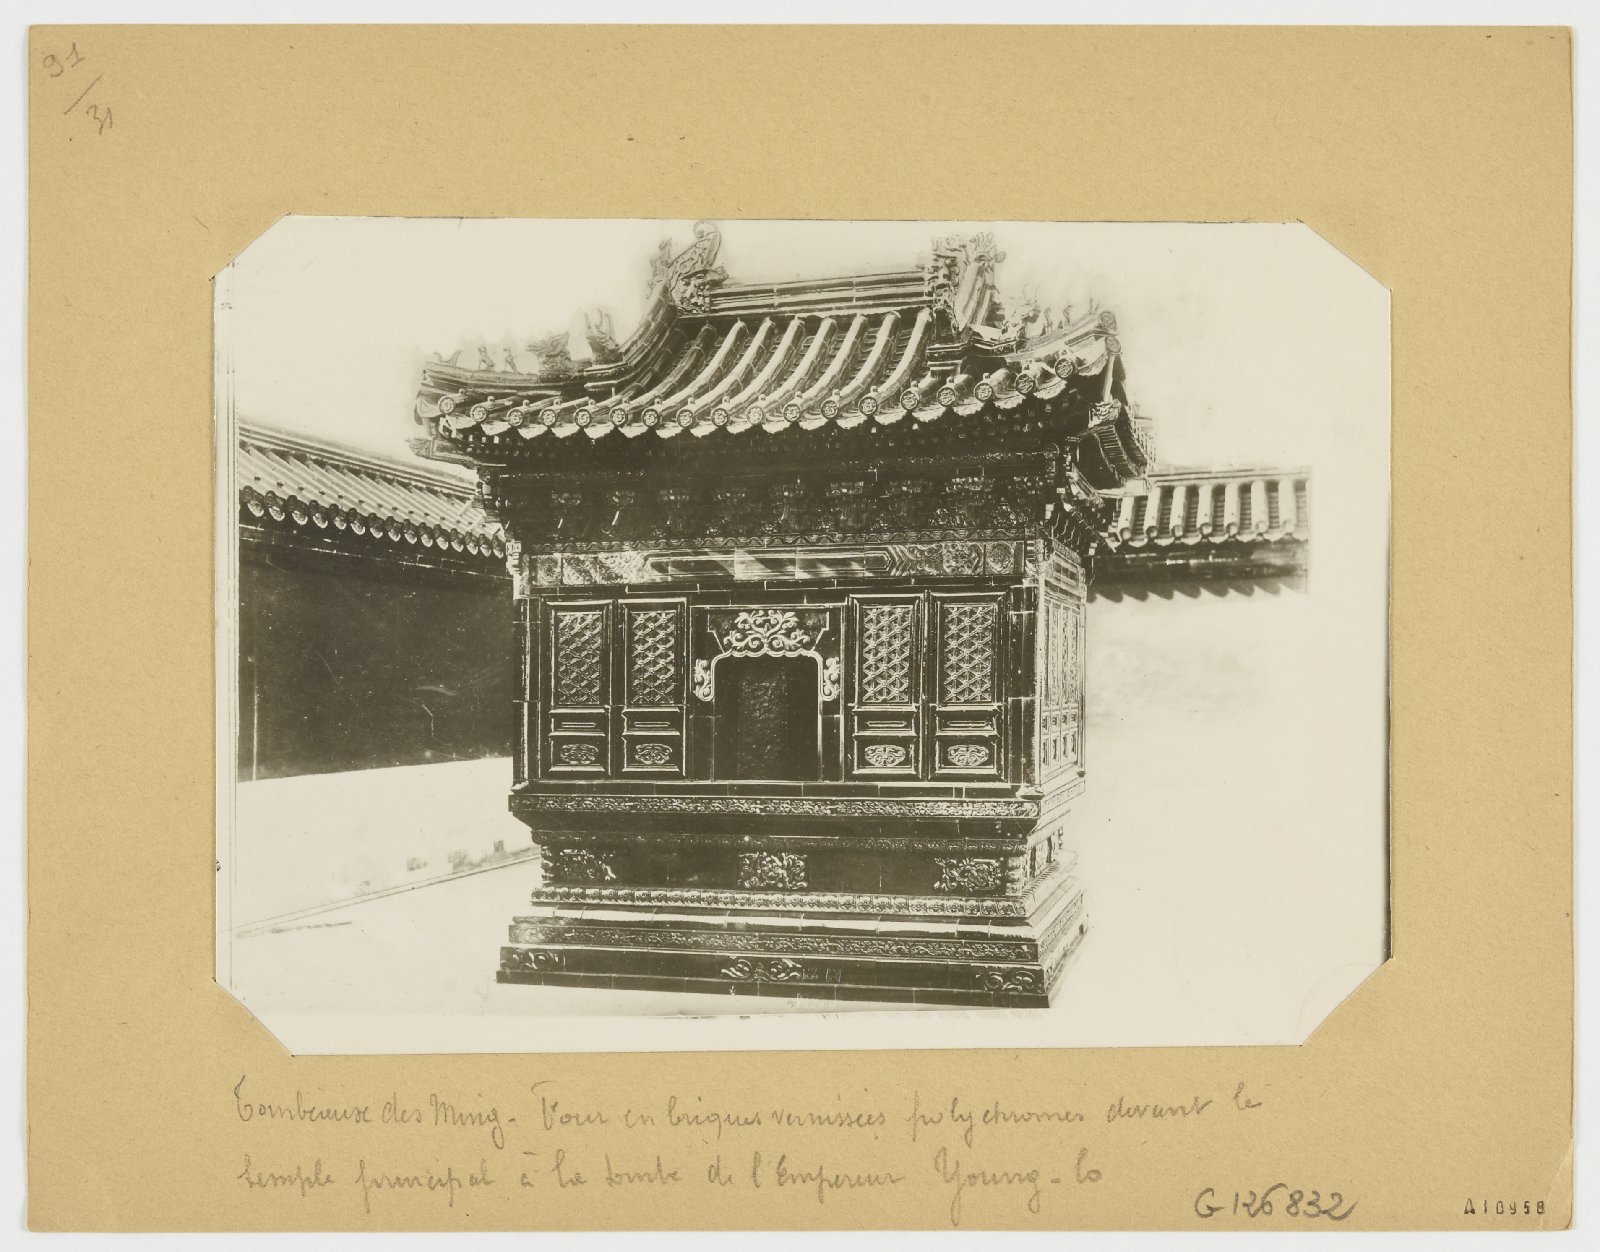 91
/
31
Tombeaux des Ming - Four en briques vernissées polychromes devant le
temple principal à la tombe de l'Empereur Young-lo
G 126832
A10958